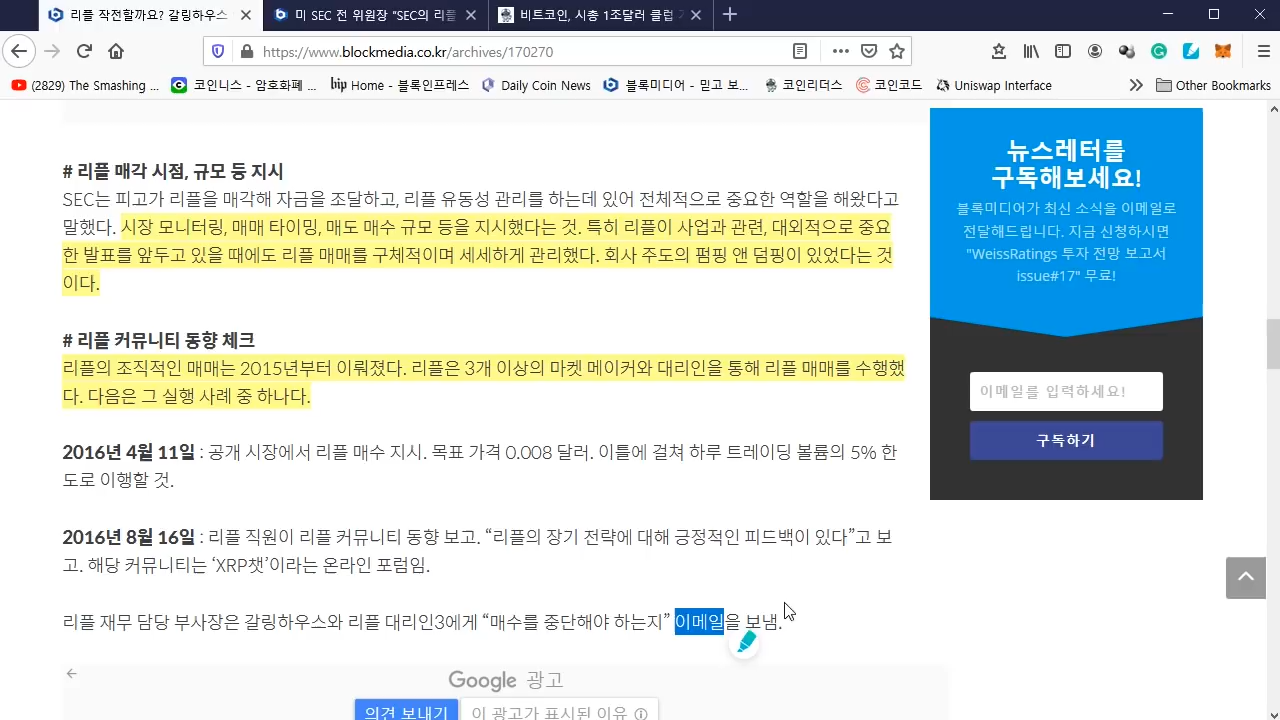 리플 작전할까요? 갈링하우스
미 SEC 전 위원장 "SEC의 리플
비트코인, 시총 1조달러 클럽
https://www.blockmedia.co.kr/archives/170270
(2829) The Smashing ...
코인니스 - 암호화폐 ...
bip Home - 블록인프레스
Daily Coin News
블록미디어 - 믿고 보...
코인리더스
코인코드
Uniswap Interface
Other Bookmarks
# 리플 매각 시점, 규모 등 지시
SEC는 피고가 리플을 매각해 자금을 조달하고, 리플 유동성 관리를 하는데 있어 전체적으로 중요한 역할을 해왔다고
말했다. 시장 모니터링, 매매 타이밍, 매도 매수 규모 등을 지시했다는 것. 특히 리플이 사업과 관련, 대외적으로 중요
한 발표를 앞두고 있을 때에도 리플 매매를 구체적이며 세세하게 관리했다. 회사 주도의 펌핑 앤 덤핑이 있었다는 것
이다.
# 리플 커뮤니티 동향 체크
리플의 조직적인 매매는 2015년부터 이뤄졌다. 리플은 3개 이상의 마켓 메이커와 대리인을 통해 리플 매매를 수행했
다. 다음은 그 실행 사례 중 하나다.
2016년 4월 11일 : 공개 시장에서 리플 매수 지시. 목표 가격 0.008 달러. 이틀에 걸쳐 하루 트레이딩 볼륨의 5% 한
도로 이행할 것.
2016년 8월 16일 : 리플 직원이 리플 커뮤니티 동향 보고. “리플의 장기 전략에 대해 긍정적인 피드백이 있다”고 보
고. 해당 커뮤니티는 ‘XRP챗’이라는 온라인 포럼임.
리플 재무 담당 부사장은 갈링하우스와 리플 대리인3에게 “매수를 중단해야 하는지” 이메일을 보냄.
뉴스레터를
구독해보세요!
블록미디어가 최신 소식을 이메일로
전달해드립니다. 지금 신청하시면
"WeissRatings 투자 전망 보고서
issue#17" 무료!
이메일를 입력하세요!
구독하기
Google 광고
의견 보내기
이 광고가 표시된 이유